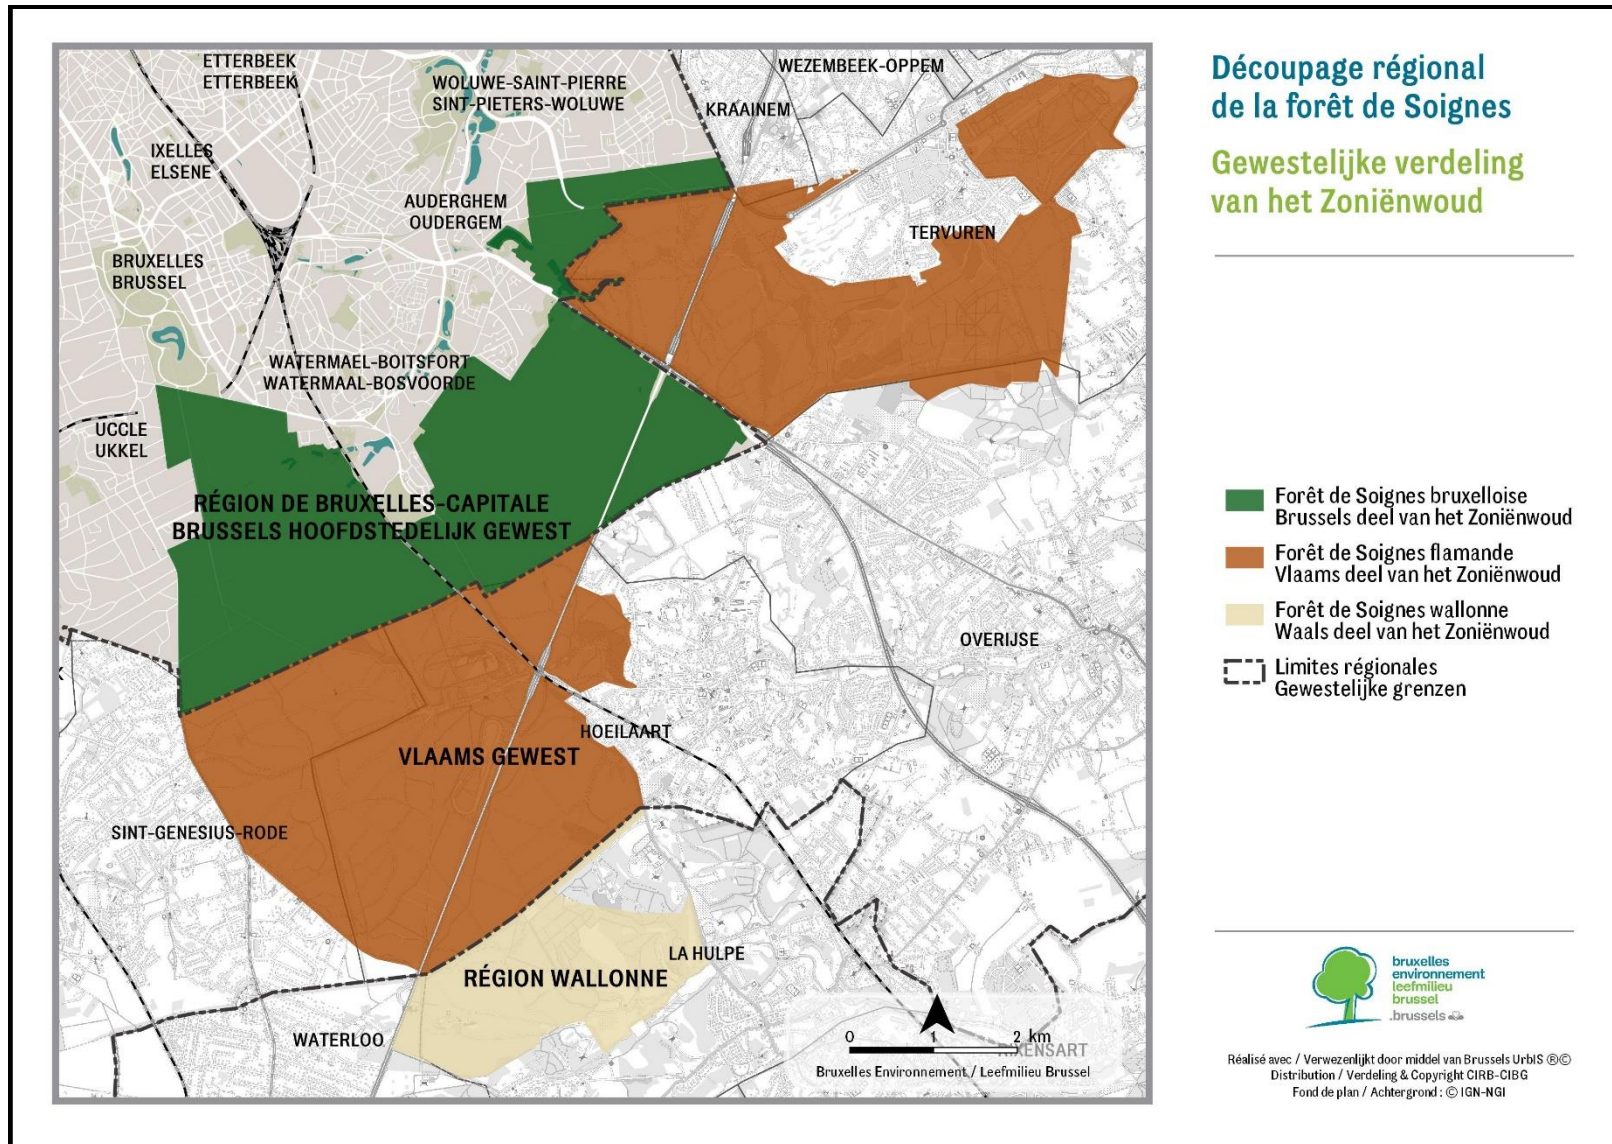 ETTERBEEK
ETTERBEEK
WOLUWE-SAINT-PIERRE
SINT-PIETERS-WOLUWE
WEZEMBEEK-OPPEM
KRAAINEM
IXELLES
ELSENE
AUDERGHEM
OUDERGEM
TERVUREN
BRUXELLES
BRUSSEL
WATERMAEL-BOITSFORT
WATERMAAL-BOSVOORDE
UCCLE
UKKEL
RÉGION DE BRUXELLES-CAPITALE
BRUSSELS HOOFDSTEDELIJK GEWEST
OVERIJSE
HOEILAART
VLAAMS GEWEST
SINT-GENESIUS-RODE
LA HULPE
RÉGION WALLONNE
WATERLOO
0 1 2 km
RIXENSART
Bruxelles Environnement / Leefmilieu Brussel
Découpage régional
de la forêt de Soignes
Gewestelijke verdeling
van het Zoniënwoud
Forêt de Soignes bruxelloise
Brussels deel van het Zoniënwoud
Forêt de Soignes flamande
Vlaams deel van het Zoniënwoud
Forêt de Soignes wallonne
Waals deel van het Zoniënwoud
Limites régionales
Gewestelijke grenzen
bruxelles
environnement
leefmilieu
brussel
.brussels
Réalisé avec / Verwezenlijkt door middel van Brussels UrbIS ®©
Distribution / Verdeling & Copyright CIRB-CIBG
Fond de plan / Achtergrond : © IGN-NGI